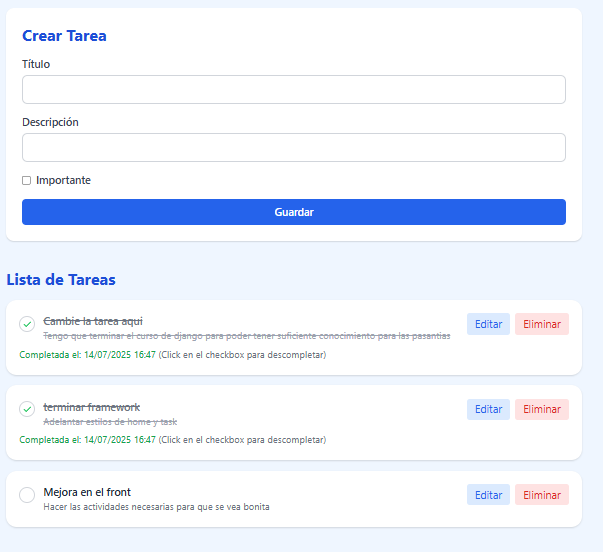 Crear Tarea
Título
Descripción
Importante
Guardar
Lista de Tareas
Cambie la tarea aqui
Editar
Eliminar
Tengo que terminar el curso de django para poder tener suficiente conocimiento para las pasantias
Completada el: 14/07/2025 16:47 (Click en el checkbox para descompletar)
terminar framework
Editar
Eliminar
Adelantar estilos de home y task
Completada el: 14/07/2025 16:47 (Click en el checkbox para descompletar)
Mejora en el front
Editar
Eliminar
Hacer las actividades necesarias para que se vea bonita